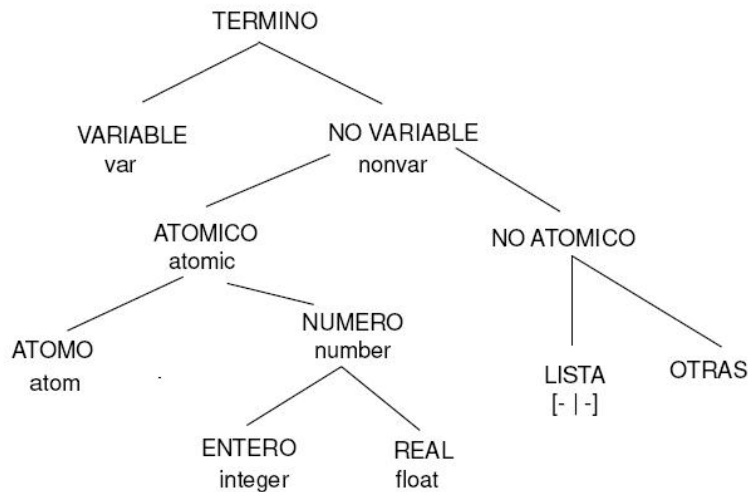 TERMINO
VARIABLE
var
NO VARIABLE
nonvar
ATOMICO
atomic
NO ATOMICO
ATOMO
atom
NUMERO
number
LISTA
[- | -]
OTRAS
ENTERO
integer
REAL
float